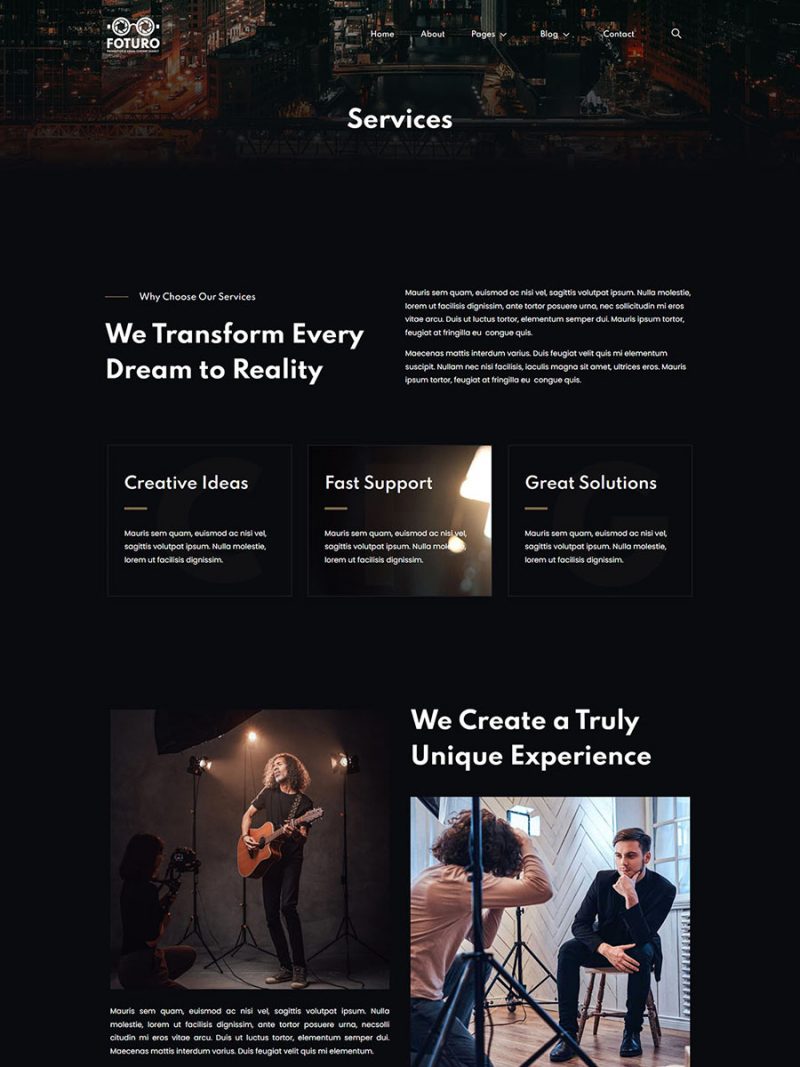 FOTURO
Home
About
Pages
Blog
Contact
Services
Why Choose Our Services
We Transform Every
Dream to Reality
Mauris sem quam, euismod ac nisi vel, sagittis volutpat ipsum. Nulla molestie,
lorem ut facilisis dignissim, ante tortor posuere urna, nec sollicitudin mi eros
vitae arcu. Duis ut luctus tortor, elementum semper dui. Mauris ipsum tortor,
feugiat at fringilla eu  congue quis.
Maecenas mattis interdum varius. Duis feugiat velit quis mi elementum
suscipit. Nullam nec nisi facilisis, iaculis magna sit amet, ultrices eros. Mauris
ipsum tortor, feugiat at fringilla eu  congue quis.
Creative Ideas
Mauris sem quam, euismod ac nisi vel,
sagittis volutpat ipsum. Nulla molestie,
lorem ut facilisis dignissim.
Fast Support
Mauris sem quam, euismod ac nisi vel,
sagittis volutpat ipsum. Nulla molestie,
lorem ut facilisis dignissim.
Great Solutions
Mauris sem quam, euismod ac nisi vel,
sagittis volutpat ipsum. Nulla molestie,
lorem ut facilisis dignissim.
We Create a Truly
Unique Experience
Mauris sem quam, euismod ac nisi vel, sagittis volutpat ipsum. Nulla
molestie, lorem ut facilisis dignissim, ante tortor posuere urna, necsolli
citudin mi eros vitae arcu. Duis ut luctus tortor, elementum semper dui.
Maecenas mattis interdum varius. Duis feugiat velit quis mi elementum.